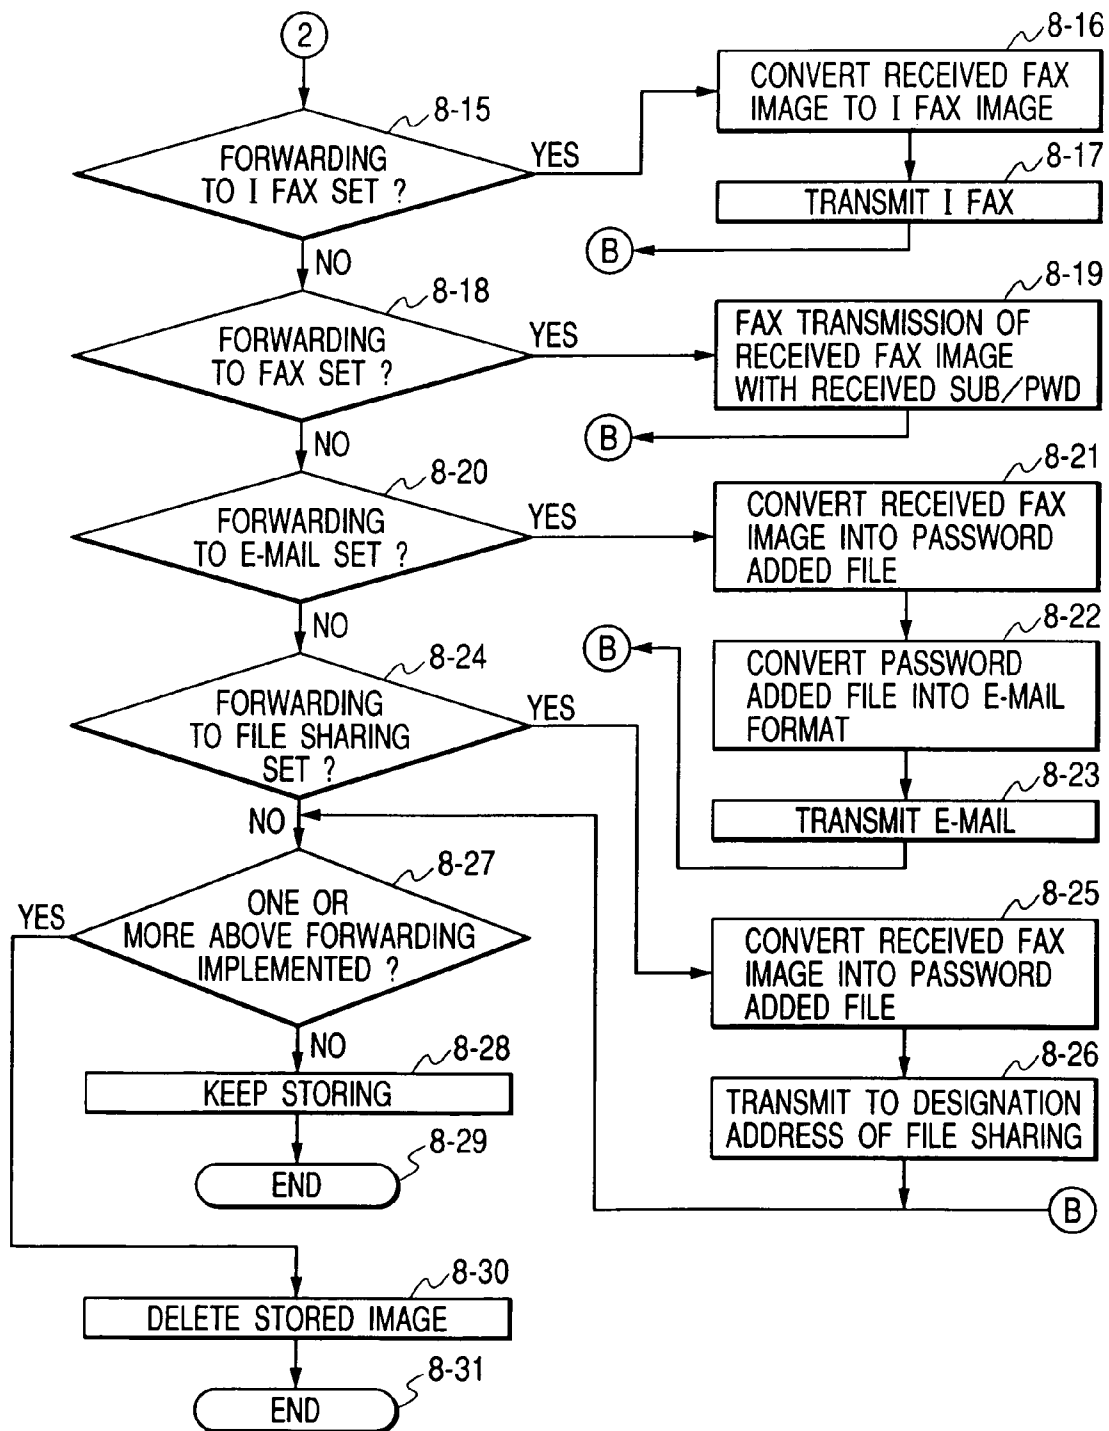 2
8-15
FORWARDING
TO I FAX SET ?
YES
NO
8-16
CONVERT RECEIVED FAX
IMAGE TO I FAX IMAGE
8-17
TRANSMIT I FAX
B
8-18
FORWARDING
TO FAX SET ?
YES
NO
8-19
FAX TRANSMISSION OF
RECEIVED FAX IMAGE
WITH RECEIVED SUB/PWD
B
8-20
FORWARDING
TO E-MAIL SET ?
YES
NO
8-21
CONVERT RECEIVED FAX
IMAGE INTO PASSWORD
ADDED FILE
8-22
CONVERT PASSWORD
ADDED FILE INTO E-MAIL
FORMAT
8-23
TRANSMIT E-MAIL
B
8-24
FORWARDING
TO FILE SHARING
SET ?
YES
NO
8-25
CONVERT RECEIVED FAX
IMAGE INTO PASSWORD
ADDED FILE
8-26
TRANSMIT TO DESIGNATION
ADDRESS OF FILE SHARING
B
8-27
ONE OR
MORE ABOVE FORWARDING
IMPLEMENTED ?
YES
NO
8-28
KEEP STORING
8-29
END
8-30
DELETE STORED IMAGE
8-31
END